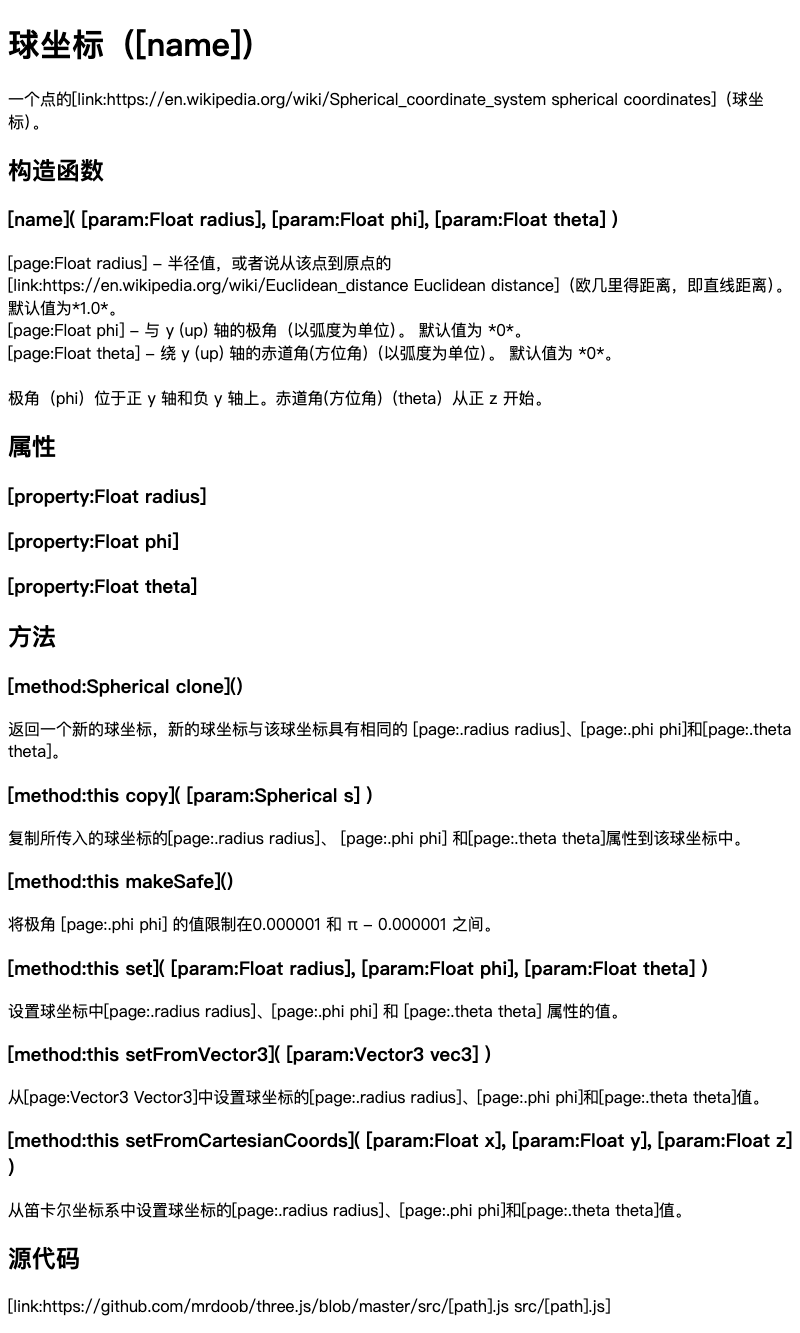 球坐标（[name]）
一个点的[link:https://en.wikipedia.org/wiki/Spherical_coordinate_system spherical coordinates]（球坐
标）。
构造函数
[name]( [param:Float radius], [param:Float phi], [param:Float theta] )
[page:Float radius] - 半径值，或者说从该点到原点的
[link:https://en.wikipedia.org/wiki/Euclidean_distance Euclidean distance]（欧几里得距离，即直线距离）。
默认值为*1.0*。
[page:Float phi] - 与 y (up) 轴的极角（以弧度为单位）。 默认值为 *0*。
[page:Float theta] - 绕 y (up) 轴的赤道角(方位角)（以弧度为单位）。 默认值为 *0*。
极角（phi）位于正 y 轴和负 y 轴上。赤道角(方位角)（theta）从正 z 开始。
属性
[property:Float radius]
[property:Float phi]
[property:Float theta]
方法
[method:Spherical clone]()
返回一个新的球坐标，新的球坐标与该球坐标具有相同的 [page:.radius radius]、[page:.phi phi]和[page:.theta
theta]。
[method:this copy]( [param:Spherical s] )
复制所传入的球坐标的[page:.radius radius]、 [page:.phi phi] 和[page:.theta theta]属性到该球坐标中。
[method:this makeSafe]()
将极角 [page:.phi phi] 的值限制在0.000001 和 π - 0.000001 之间。
[method:this set]( [param:Float radius], [param:Float phi], [param:Float theta] )
设置球坐标中[page:.radius radius]、[page:.phi phi] 和 [page:.theta theta] 属性的值。
[method:this setFromVector3]( [param:Vector3 vec3] )
从[page:Vector3 Vector3]中设置球坐标的[page:.radius radius]、[page:.phi phi]和[page:.theta theta]值。
[method:this setFromCartesianCoords]( [param:Float x], [param:Float y], [param:Float z]
)
从笛卡尔坐标系中设置球坐标的[page:.radius radius]、[page:.phi phi]和[page:.theta theta]值。
源代码
[link:https://github.com/mrdoob/three.js/blob/master/src/[path].js src/[path].js]